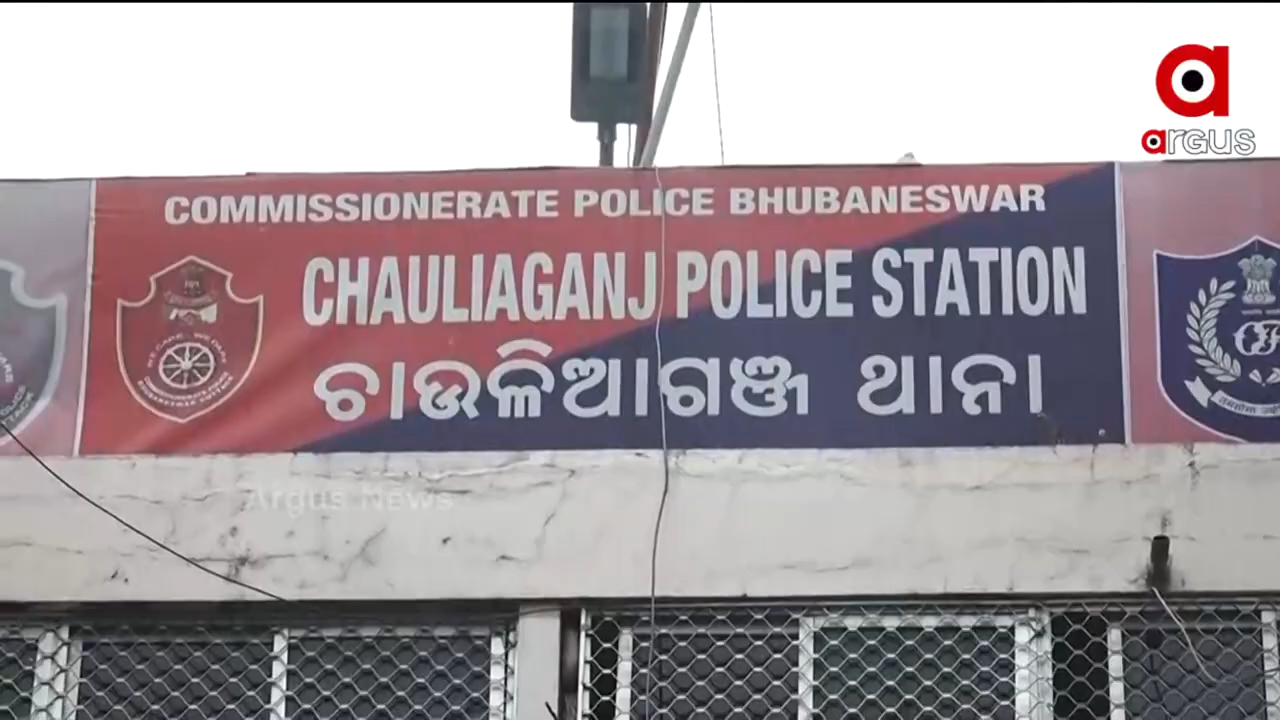 argus
COMMISSIONERATE POLICE BHUBANESWAR
CHAULIAGANJ POLICE STATION
ଚାଉଳିଆଗଞ୍ଜ ଥାନା
Argus News